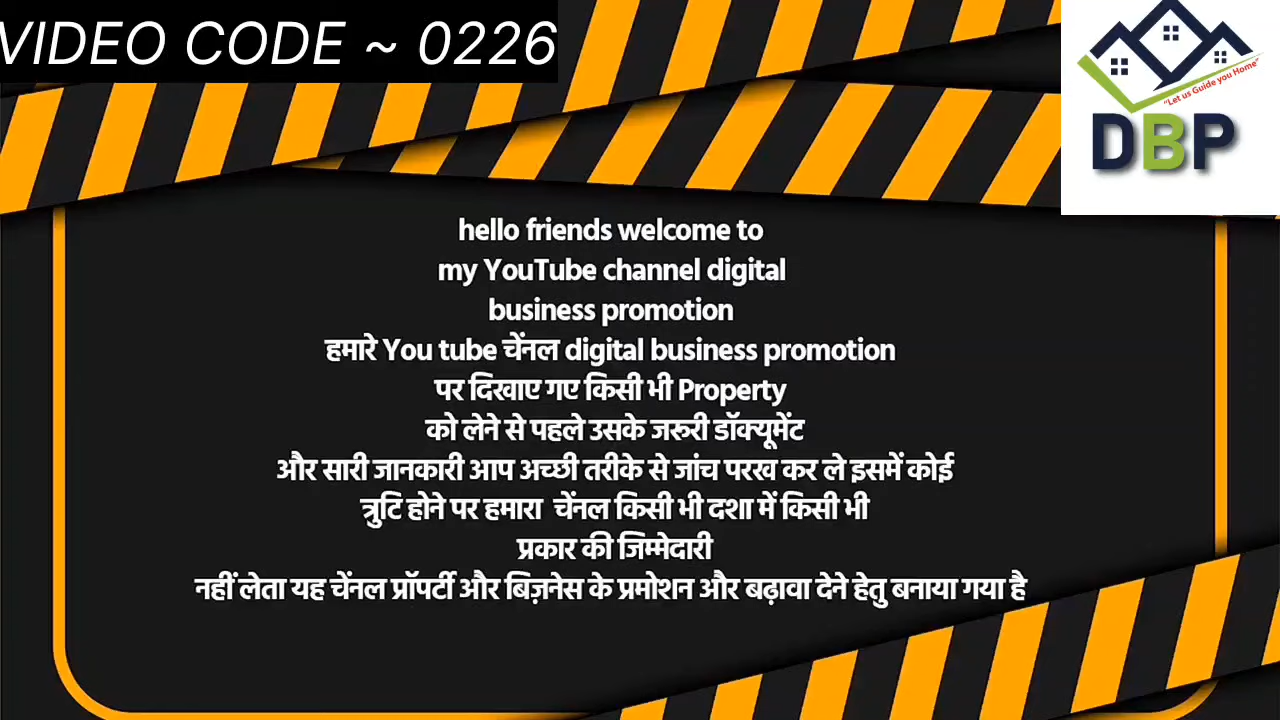 VIDEO CODE ~ 0226
"Let us Guide you Home"
DBP
hello friends welcome to
my YouTube channel digital
business promotion
हमारे You tube चेंनल digital business promotion
पर दिखाए गए किसी भी Property
को लेने से पहले उसके जरूरी डॉक्यूमेंट
और सारी जानकारी आप अच्छी तरीके से जांच परख कर ले इसमें कोई
त्रुटि होने पर हमारा चेंनल किसी भी दशा में किसी भी
प्रकार की जिम्मेदारी
नहीं लेता यह चेंनल प्रॉपर्टी और बिज़नेस के प्रमोशन और बढ़ावा देने हेतु बनाया गया है